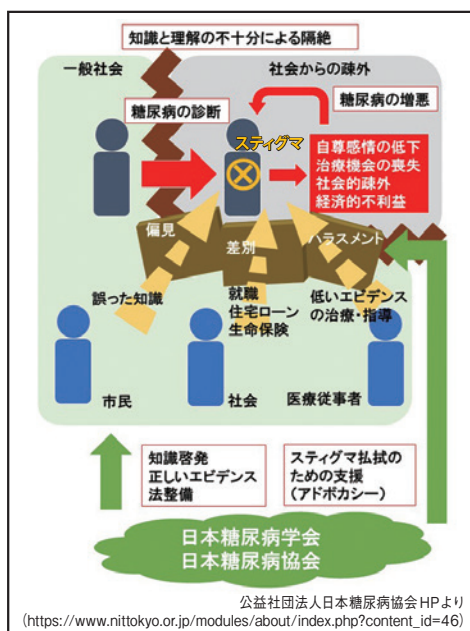 知識と理解の不十分による隔絶
一般社会
社会からの疎外
糖尿病の診断
糖尿病の増悪
スティグマ
自尊感情の低下
治療機会の喪失
社会的疎外
経済的不利益
偏見
差別
ハラスメント
誤った知識
就職
住宅ローン
生命保険
低いエビデンス
の治療・指導
市民
社会
医療従事者
知識啓発
正しいエビデンス
法整備
スティグマ払拭の
ための支援
(アドボカシー)
日本糖尿病学会
日本糖尿病協会
公益社団法人日本糖尿病協会HPより
(https://www.nittokyo.or.jp/modules/about/index.php?content_id=46)